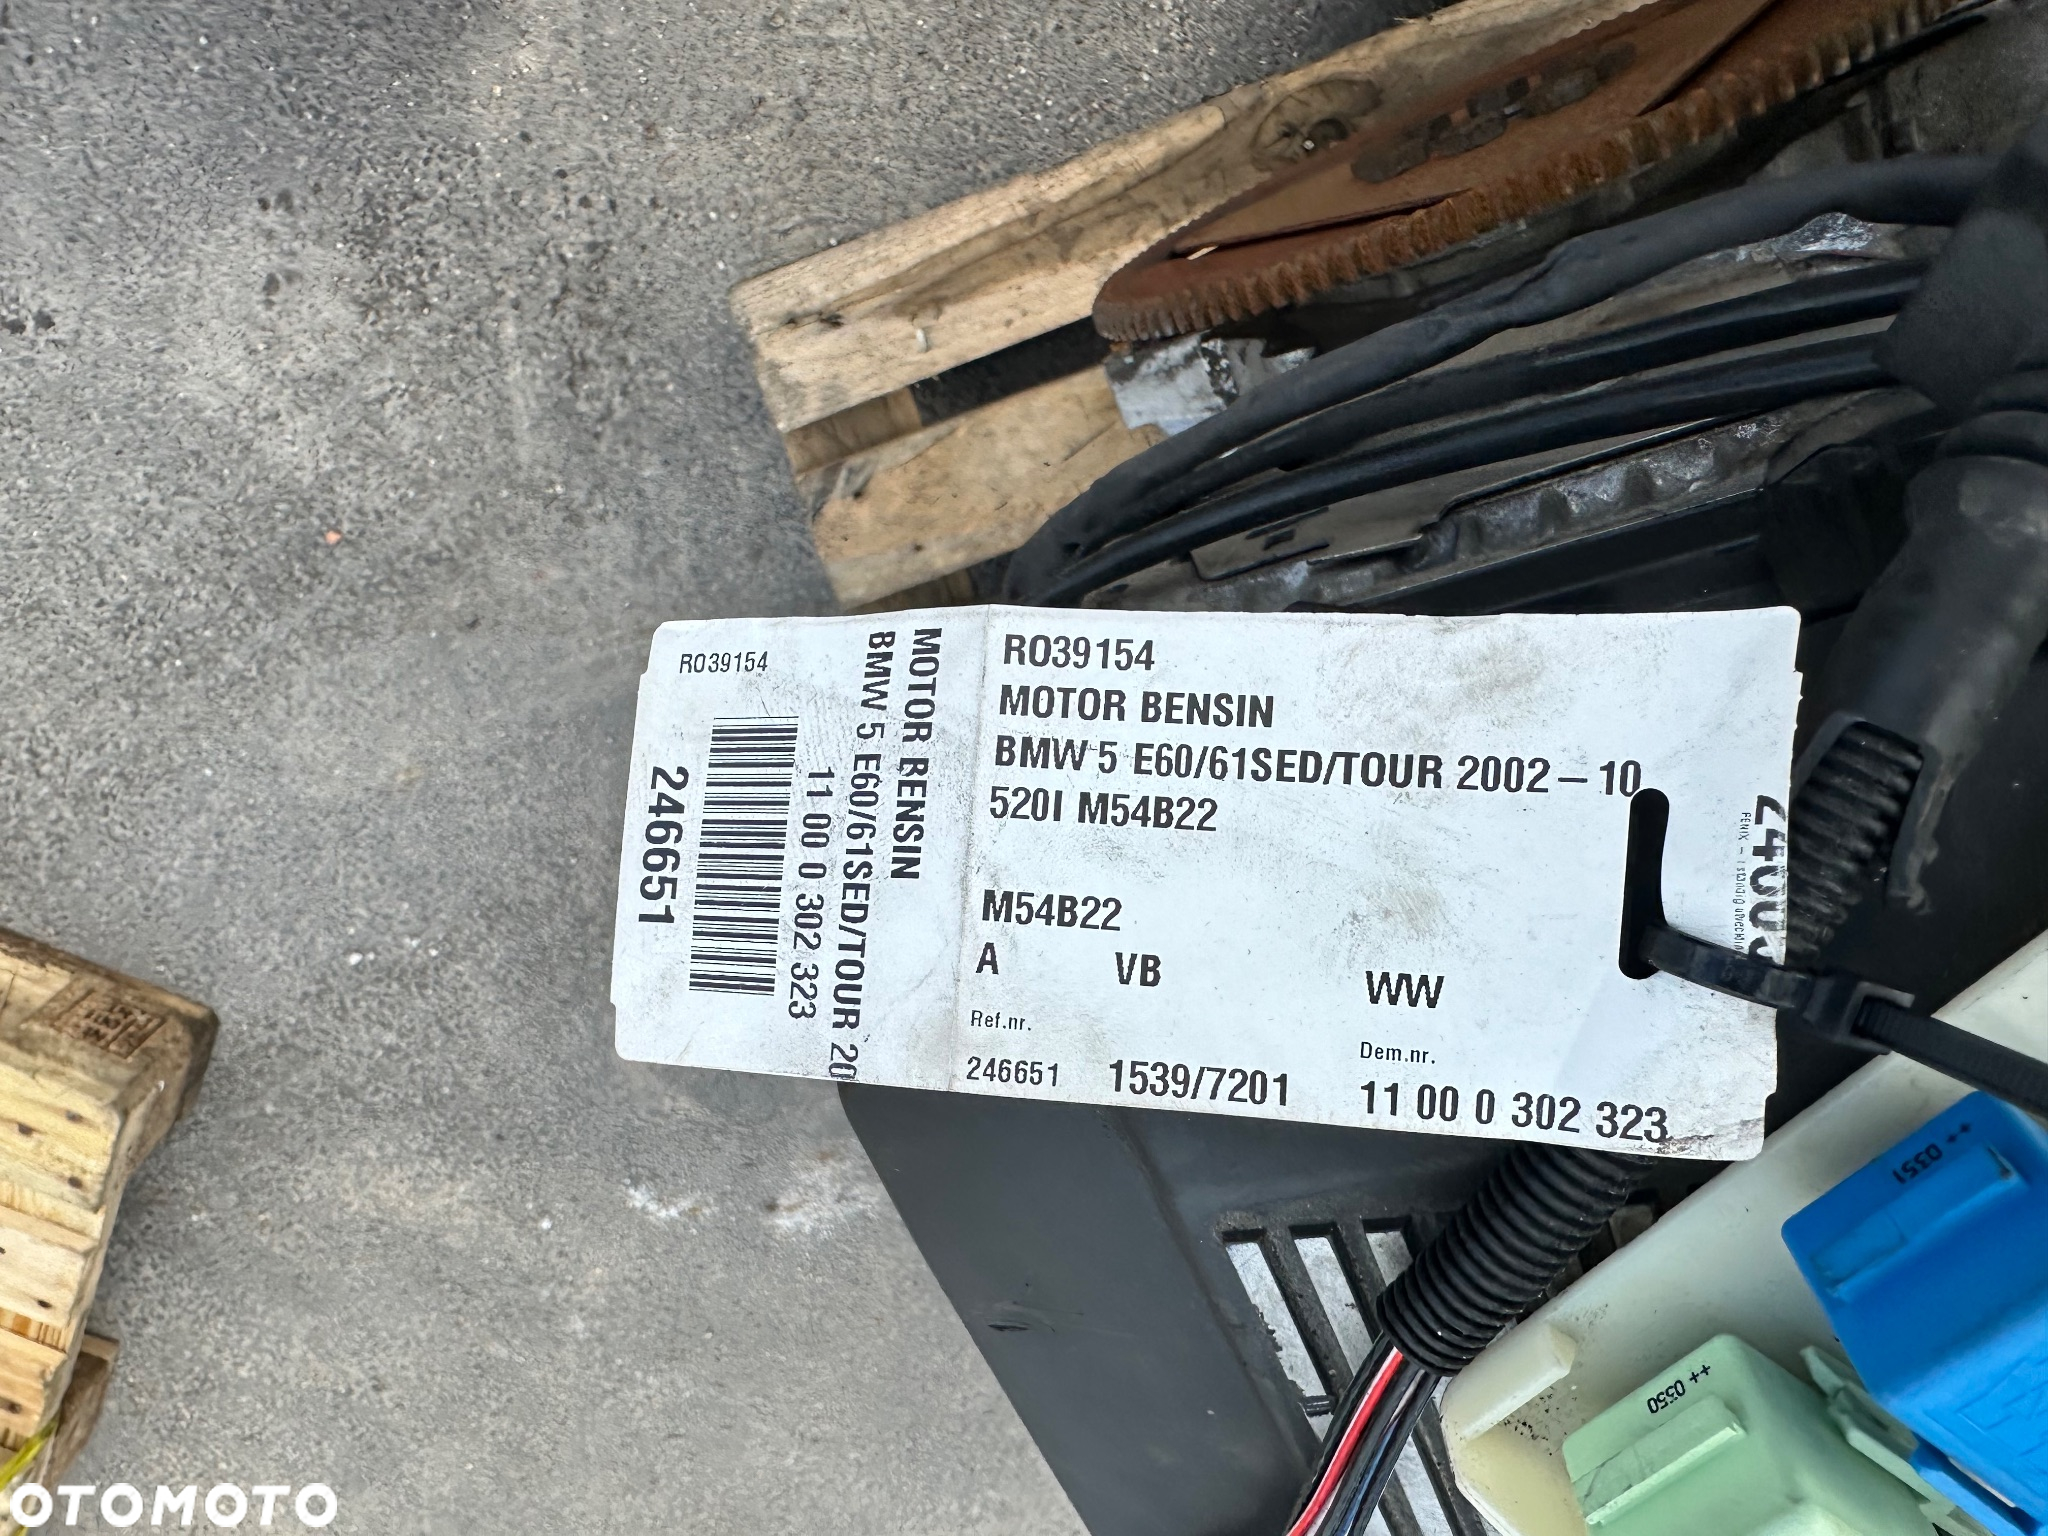 RO39154
MOTOR BENSIN
BMW 5 E60/61SED/TOUR 2002-10
520I M54B22
M54B22
A VB WW
Ref.nr. Dem.nr.
246651 1539/7201 11 00 0 302 323
RO39154
MOTOR BENSIN
BMW 5 E60/61SED/TOUR 20
11 00 0 302 323
246651
++ 0351
++ 0350
OTOMOTO